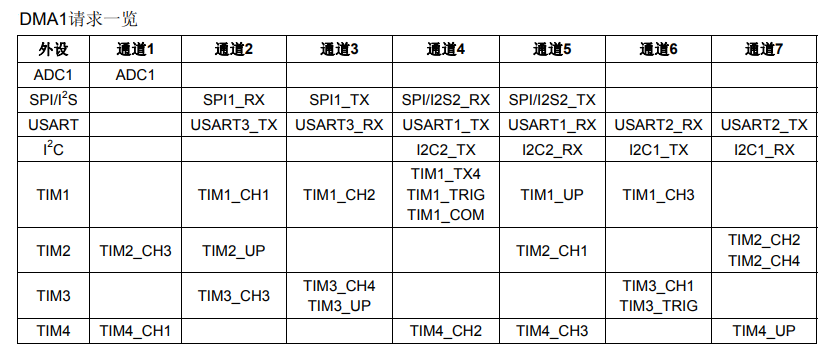 DMA1请求一览
外设 通道1 通道2 通道3 通道4 通道5 通道6 通道7
ADC1 ADC1
SPI/I²S SPI1_RX SPI1_TX SPI/I2S2_RX SPI/I2S2_TX
USART USART3_TX USART3_RX USART1_TX USART1_RX USART2_RX USART2_TX
I²C I2C2_TX I2C2_RX I2C1_TX I2C1_RX
TIM1 TIM1_CH1 TIM1_CH2 TIM1_TX4 TIM1_UP TIM1_CH3
TIM1_TRIG
TIM1_COM
TIM2 TIM2_CH3 TIM2_UP TIM2_CH1 TIM2_CH2
TIM2_CH4
TIM3 TIM3_CH3 TIM3_CH4 TIM3_CH1
TIM3_UP TIM3_TRIG
TIM4 TIM4_CH1 TIM4_CH2 TIM4_CH3 TIM4_UP